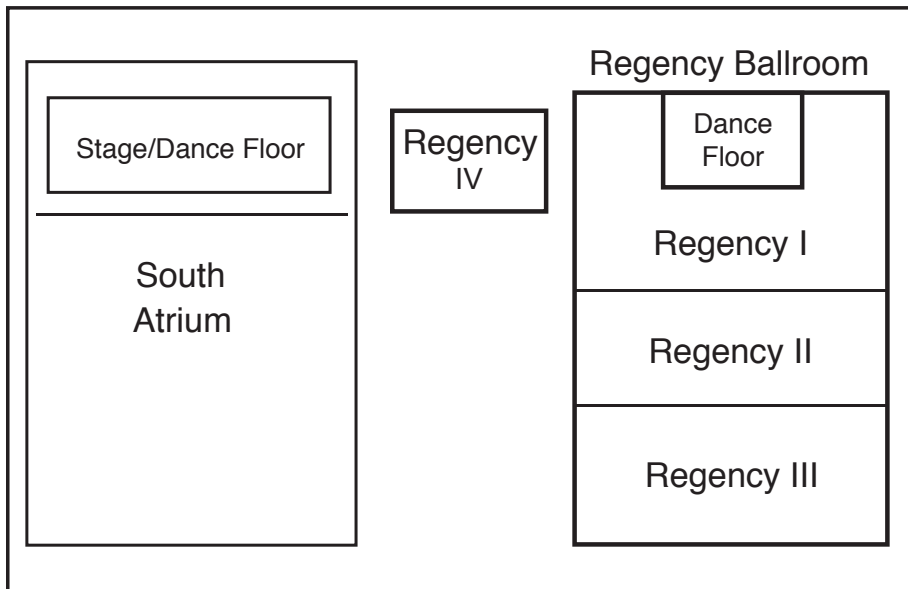 Stage/Dance Floor
South
Atrium
Regency
IV
Regency Ballroom
Dance
Floor
Regency I
Regency II
Regency III